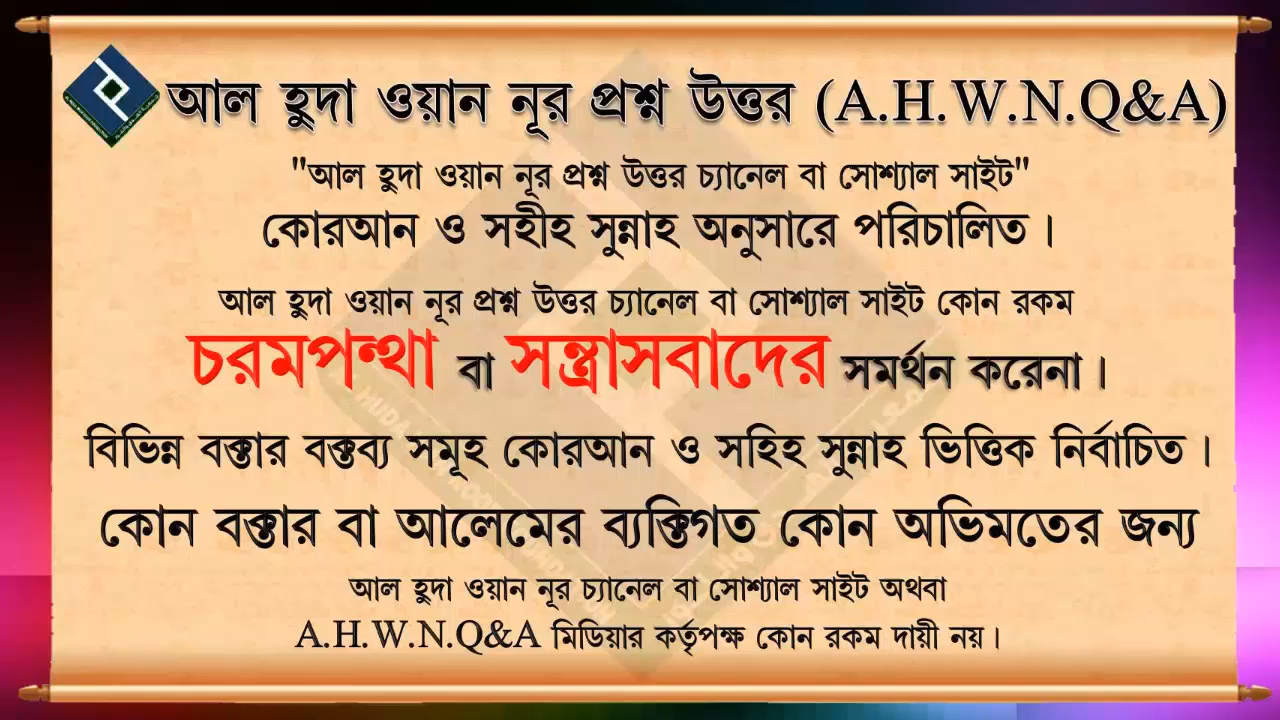 আল হুদা ওয়ান নূর প্রশ্ন উত্তর (A.H.W.N.Q&A)
"আল হুদা ওয়ান নূর প্রশ্ন উত্তর চ্যানেল বা সোশ্যাল সাইট"
কোরআন ও সহীহ সুন্নাহ অনুসারে পরিচালিত।
আল হুদা ওয়ান নূর প্রশ্ন উত্তর চ্যানেল বা সোশ্যাল সাইট কোন রকম
চরমপন্থা বা সন্ত্রাসবাদের সমর্থন করেনা।
বিভিন্ন বক্তার বক্তব্য সমূহ কোরআন ও সহিহ সুন্নাহ ভিত্তিক নির্বাচিত।
কোন বক্তার বা আলেমের ব্যক্তিগত কোন অভিমতের জন্য
আল হুদা ওয়ান নূর চ্যানেল বা সোশ্যাল সাইট অথবা
A.H.W.N.Q&A মিডিয়ার কর্তৃপক্ষ কোন রকম দায়ী নয়।